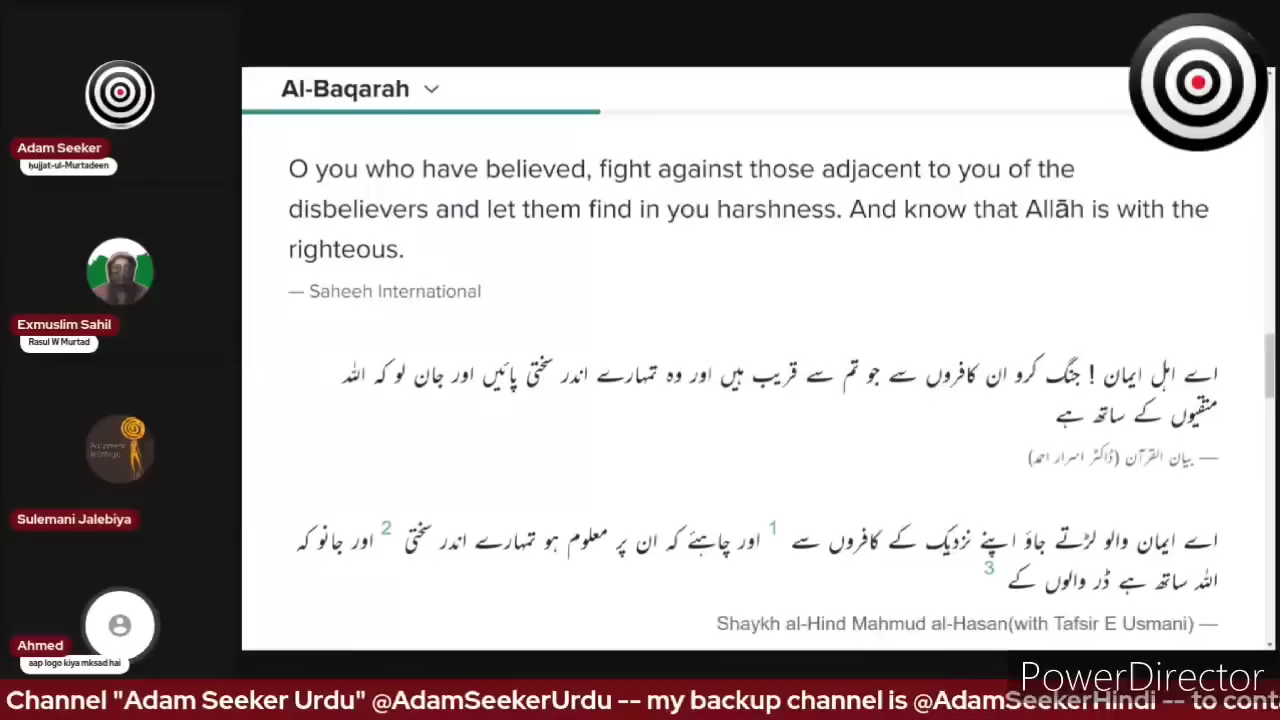 Al-Baqarah
O you who have believed, fight against those adjacent to you of the
disbelievers and let them find in you harshness. And know that Allāh is with the
righteous.
— Saheeh International
اے اہل ایمان ! جنگ کرو ان کافروں سے جو تم سے قریب ہیں اور وہ تمہارے اندر سختی پائیں اور جان لو کہ اللہ
متقیوں کے ساتھ ہے
— بیان القرآن (ڈاکٹر اسرار احمد)
اے ایمان والو لڑتے جاؤ اپنے نزدیک کے کافروں سے 1 اور چاہئے کہ ان پر معلوم ہو تمہارے اندر سختی 2 اور جانو کہ
اللہ ساتھ ہے ڈر والوں کے 3
Shaykh al-Hind Mahmud al-Hasan(with Tafsir E Usmani) —
Adam Seeker
hujjat-ul-Murtadeen
Exmuslim Sahil
Rasul W Murtad
Sulemani Jalebiya
Ahmed
aap logo kiya mksad hai
PowerDirector
Channel "Adam Seeker Urdu" @AdamSeekerUrdu -- my backup channel is @AdamSeekerHindi -- to cont